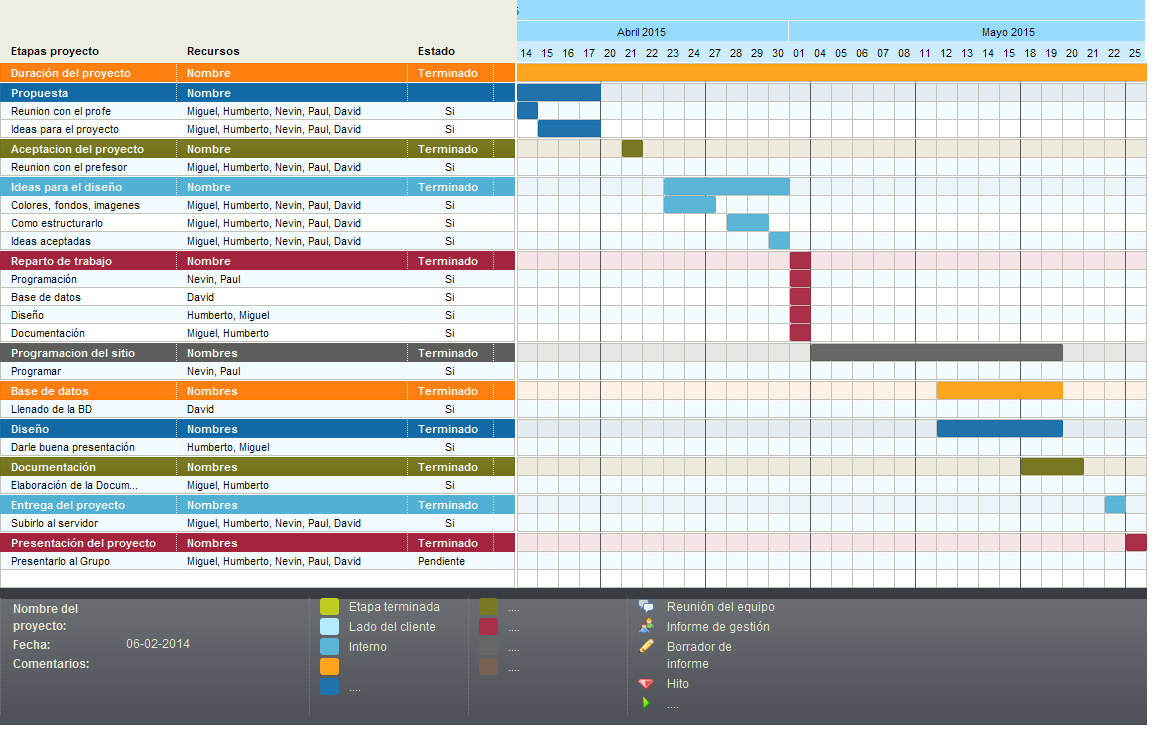 5
Abril 2015 Mayo 2015
Etapas proyecto Recursos Estado 14 15 16 17 20 21 22 23 24 27 28 29 30 01 04 05 06 07 08 11 12 13 14 15 18 19 20 21 22 25
Duración del proyecto Nombre Terminado
Propuesta Nombre
Reunion con el profe Miguel, Humberto, Nevin, Paul, David Si
Ideas para el proyecto Miguel, Humberto, Nevin, Paul, David Si
Aceptacion del proyecto Nombre Terminado
Reunion con el prefesor Miguel, Humberto, Nevin, Paul, David Si
Ideas para el diseño Nombre Terminado
Colores, fondos, imagenes Miguel, Humberto, Nevin, Paul, David Si
Como estructurarlo Miguel, Humberto, Nevin, Paul, David Si
Ideas aceptadas Miguel, Humberto, Nevin, Paul, David Si
Reparto de trabajo Nombre Terminado
Programación Nevin, Paul Si
Base de datos David Si
Diseño Humberto, Miguel Si
Documentación Miguel, Humberto Si
Programacion del sitio Nombres Terminado
Programar Nevin, Paul Si
Base de datos Nombres Terminado
Llenado de la BD David Si
Diseño Nombres Terminado
Darle buena presentación Humberto, Miguel Si
Documentación Nombres Terminado
Elaboración de la Docum... Miguel, Humberto Si
Entrega del proyecto Nombres Terminado
Subirlo al servidor Miguel, Humberto, Nevin, Paul, David Si
Presentación del proyecto Nombres Terminado
Presentarlo al Grupo Miguel, Humberto, Nevin, Paul, David Pendiente
Nombre del
proyecto:
Fecha: 06-02-2014
Comentarios:
Etapa terminada
Lado del cliente
Interno
....
....
....
....
....
Reunión del equipo
Informe de gestión
Borrador de
informe
Hito
....